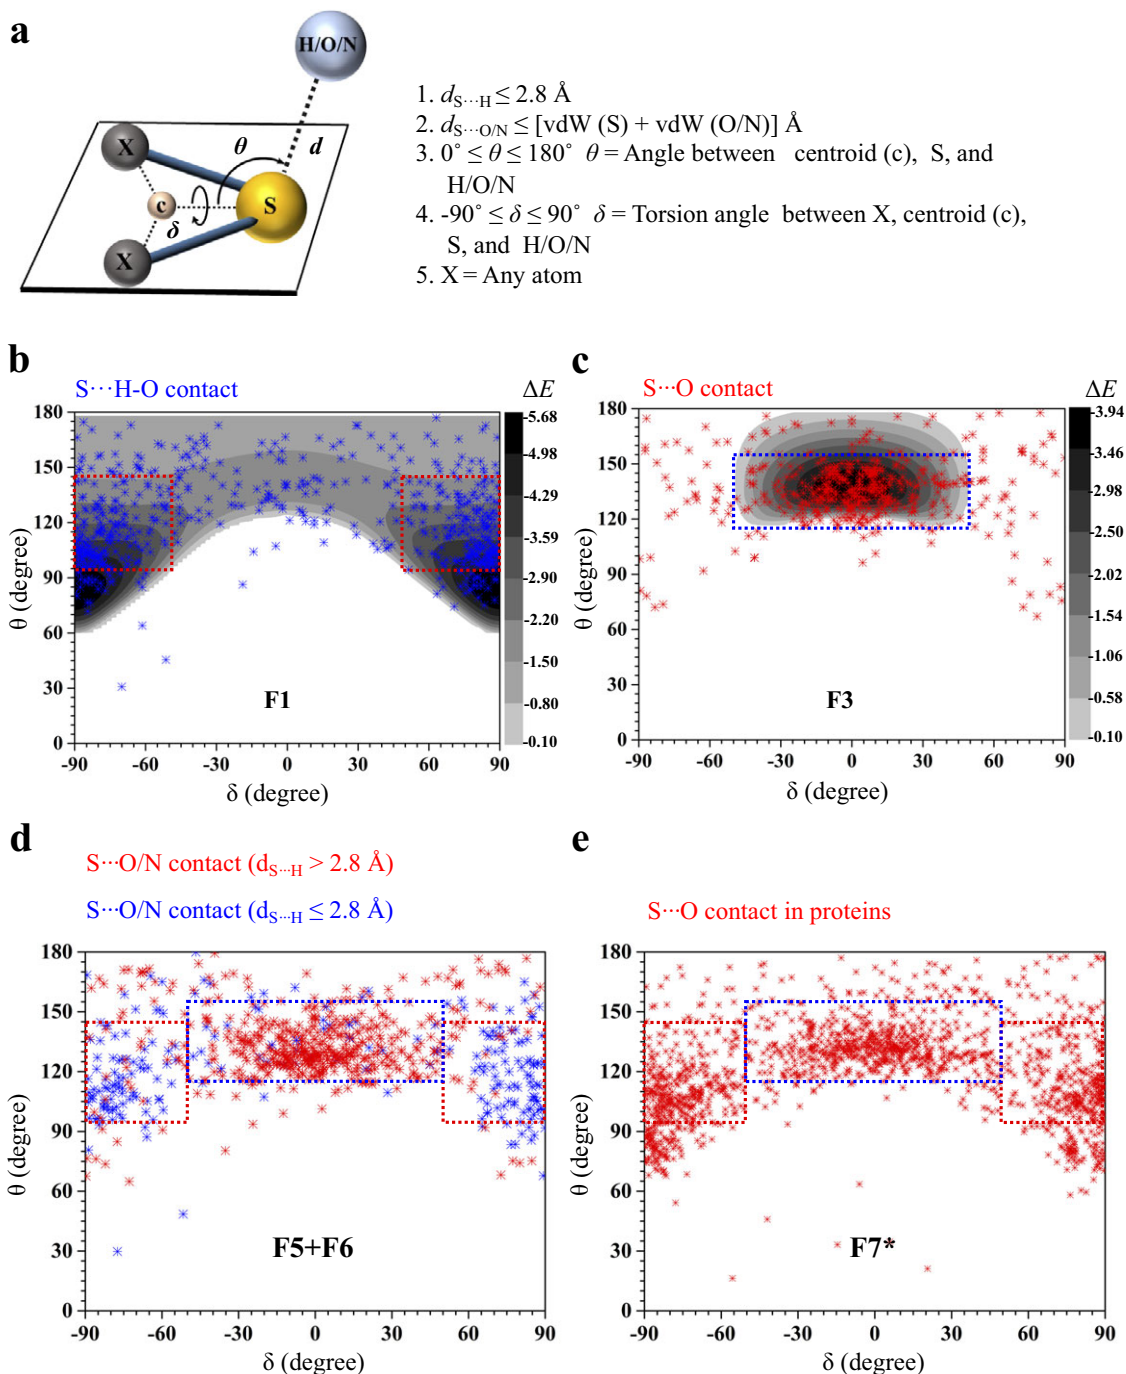 a
H/O/N
X
θ
d
c
S
δ
X
1. d_S···H ≤ 2.8 Å
2. d_S···O/N ≤ [vdW (S) + vdW (O/N)] Å
3. 0° ≤ θ ≤ 180° θ = Angle between centroid (c), S, and
H/O/N
4. -90° ≤ δ ≤ 90° δ = Torsion angle between X, centroid (c),
S, and H/O/N
5. X = Any atom
b
S···H-O contact
ΔE
180
150
120
90
60
30
0
θ (degree)
-90 -60 -30 0 30 60 90
δ (degree)
F1
-5.68
-4.98
-4.29
-3.59
-2.90
-2.20
-1.50
-0.80
-0.10
c
S···O contact
ΔE
180
150
120
90
60
30
0
θ (degree)
-90 -60 -30 0 30 60 90
δ (degree)
F3
-3.94
-3.46
-2.98
-2.50
-2.02
-1.54
-1.06
-0.58
-0.10
d
S···O/N contact (d_S···H > 2.8 Å)
S···O/N contact (d_S···H ≤ 2.8 Å)
180
150
120
90
60
30
0
θ (degree)
F5+F6
-90 -60 -30 0 30 60 90
δ (degree)
e
S···O contact in proteins
180
150
120
90
60
30
0
θ (degree)
F7*
-90 -60 -30 0 30 60 90
δ (degree)